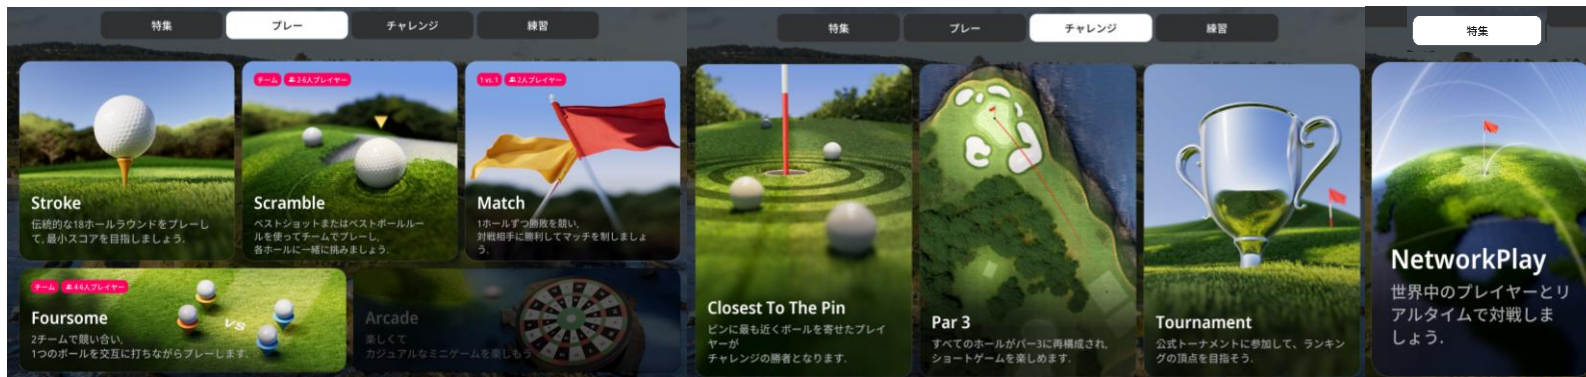 特集
プレー
チャレンジ
練習
チーム
2-6人プレイヤー
1 vs. 1
2人プレイヤー
Stroke
伝統的な18ホールラウンドをプレーし
て, 最小スコアを目指しましょう.
Scramble
ベストショットまたはベストボールルー
ルを使ってチームでプレーし,
各ホールに一緒に挑みましょう.
Match
1ホールずつ勝敗を競い,
対戦相手に勝利してマッチを制しましょ
う.
チーム
4-6人プレイヤー
VS
Foursome
2チームで競い合い,
1つのボールを交互に打ちながらプレーします.
Arcade
楽しくて
カジュアルなミニゲームを楽しもう
特集
プレー
チャレンジ
練習
Closest To The Pin
ピンに最も近くボールを寄せたプレイ
ヤーが
チャレンジの勝者となります.
Par 3
すべてのホールがパー3に再構成され,
ショートゲームを楽しめます.
Tournament
公式トーナメントに参加して、ランキン
グの頂点を目指そう.
特集
NetworkPlay
世界中のプレイヤーとリ
アルタイムで対戦しま
しょう.